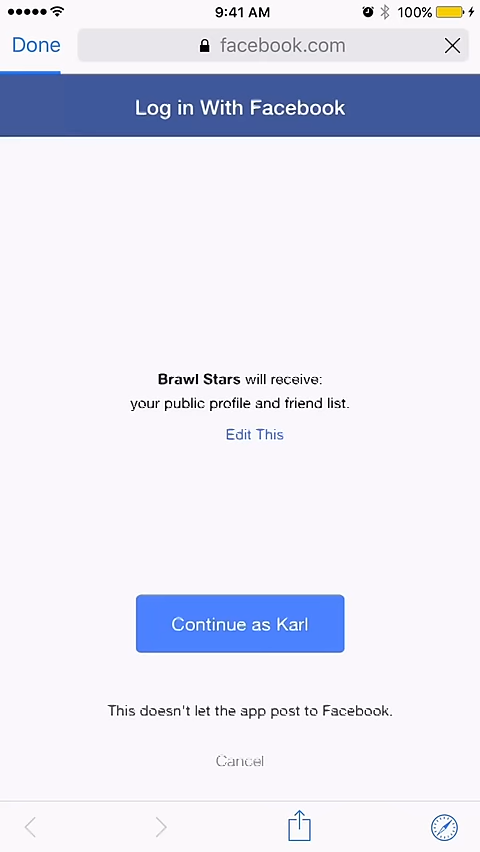 9:41 AM
100%
Done
facebook.com
Log in With Facebook
Brawl Stars will receive:
your public profile and friend list.
Edit This
Continue as Karl
This doesn't let the app post to Facebook.
Cancel